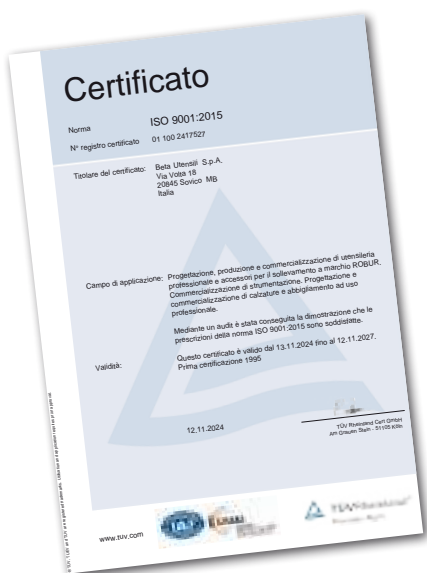 Certificato
Norma ISO 9001:2015
N° registro certificato 01 100 2417527
Titolare del certificato: Beta Utensili S.p.A.
Via Volta 18
20845 Sovico MB
Italia
Campo di applicazione: Progettazione, produzione e commercializzazione di utensileria
professionale e accessori per il sollevamento a marchio ROBUR.
Commercializzazione di strumentazione. Progettazione e
commercializzazione di calzature e abbigliamento ad uso
professionale.
Mediante un audit è stata conseguita la dimostrazione che le
prescrizioni della norma ISO 9001:2015 sono soddisfatte.
Validità: Questo certificato è valido dal 13.11.2024 fino al 12.11.2027.
Prima certificazione 1995
12.11.2024
TÜV Rheinland Cert GmbH
Am Grauen Stein - 51105 Köln
www.tuv.com
TÜVRheinland